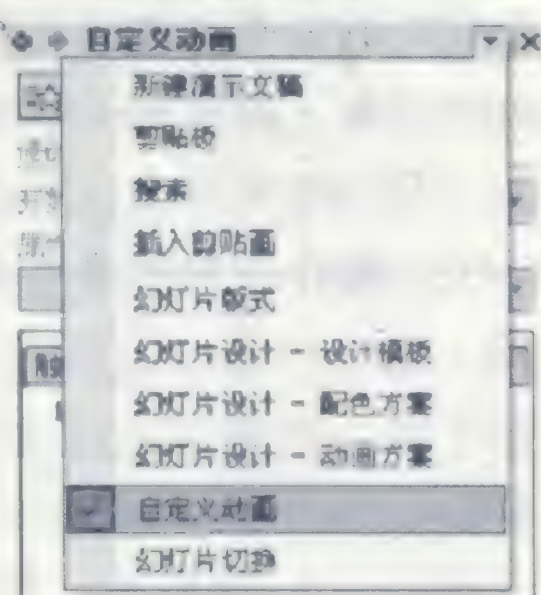 自定义动画
新建演示文稿
剪贴板
搜索
插入剪贴画
幻灯片版式
幻灯片设计 - 设计模板
幻灯片设计 - 配色方案
幻灯片设计 - 动画方案
自定义动画
幻灯片切换